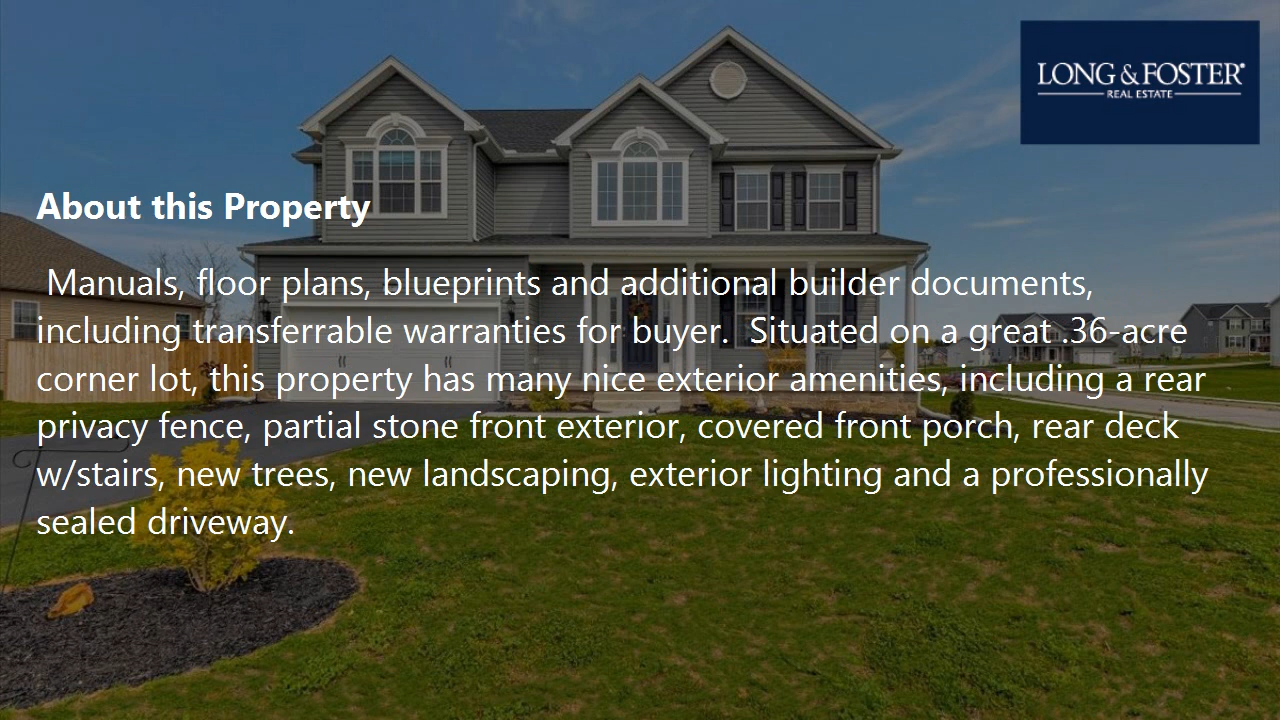 LONG & FOSTER®
REAL ESTATE
About this Property
Manuals, floor plans, blueprints and additional builder documents,
including transferrable warranties for buyer.  Situated on a great .36-acre
corner lot, this property has many nice exterior amenities, including a rear
privacy fence, partial stone front exterior, covered front porch, rear deck
w/stairs, new trees, new landscaping, exterior lighting and a professionally
sealed driveway.